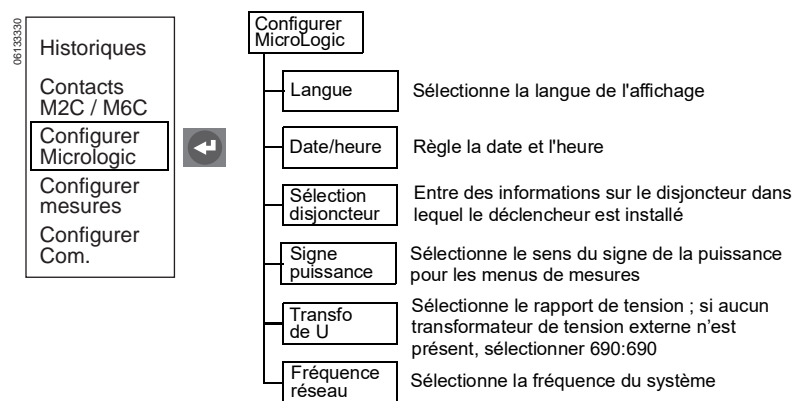 06133330
Historiques
Contacts
M2C / M6C
Configurer
Micrologic
Configurer
mesures
Configurer
Com.
Configurer
MicroLogic
Langue
Sélectionne la langue de l'affichage
Date/heure
Règle la date et l'heure
Sélection
disjoncteur
Entre des informations sur le disjoncteur dans
lequel le déclencheur est installé
Signe
puissance
Sélectionne le sens du signe de la puissance
pour les menus de mesures
Transfo
de U
Sélectionne le rapport de tension ; si aucun
transformateur de tension externe n’est
présent, sélectionner 690:690
Fréquence
réseau
Sélectionne la fréquence du système